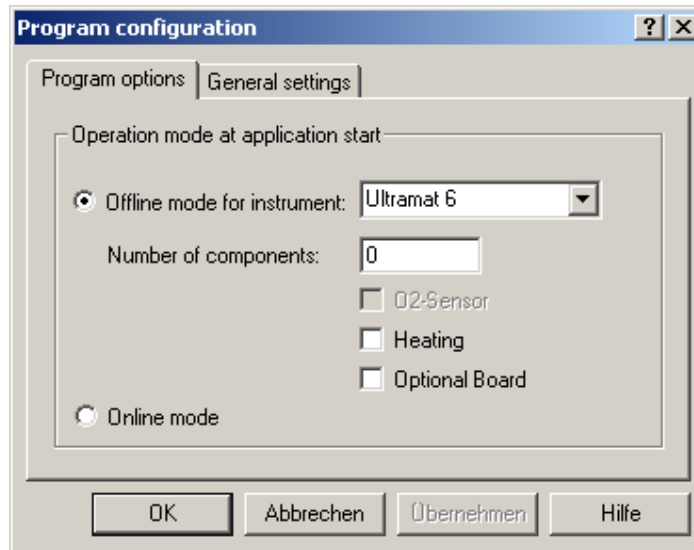 Program configuration
Program options General settings
Operation mode at application start
Offline mode for instrument: Ultramat 6
Number of components: 0
O2-Sensor
Heating
Optional Board
Online mode
OK Abbrechen Übernehmen Hilfe